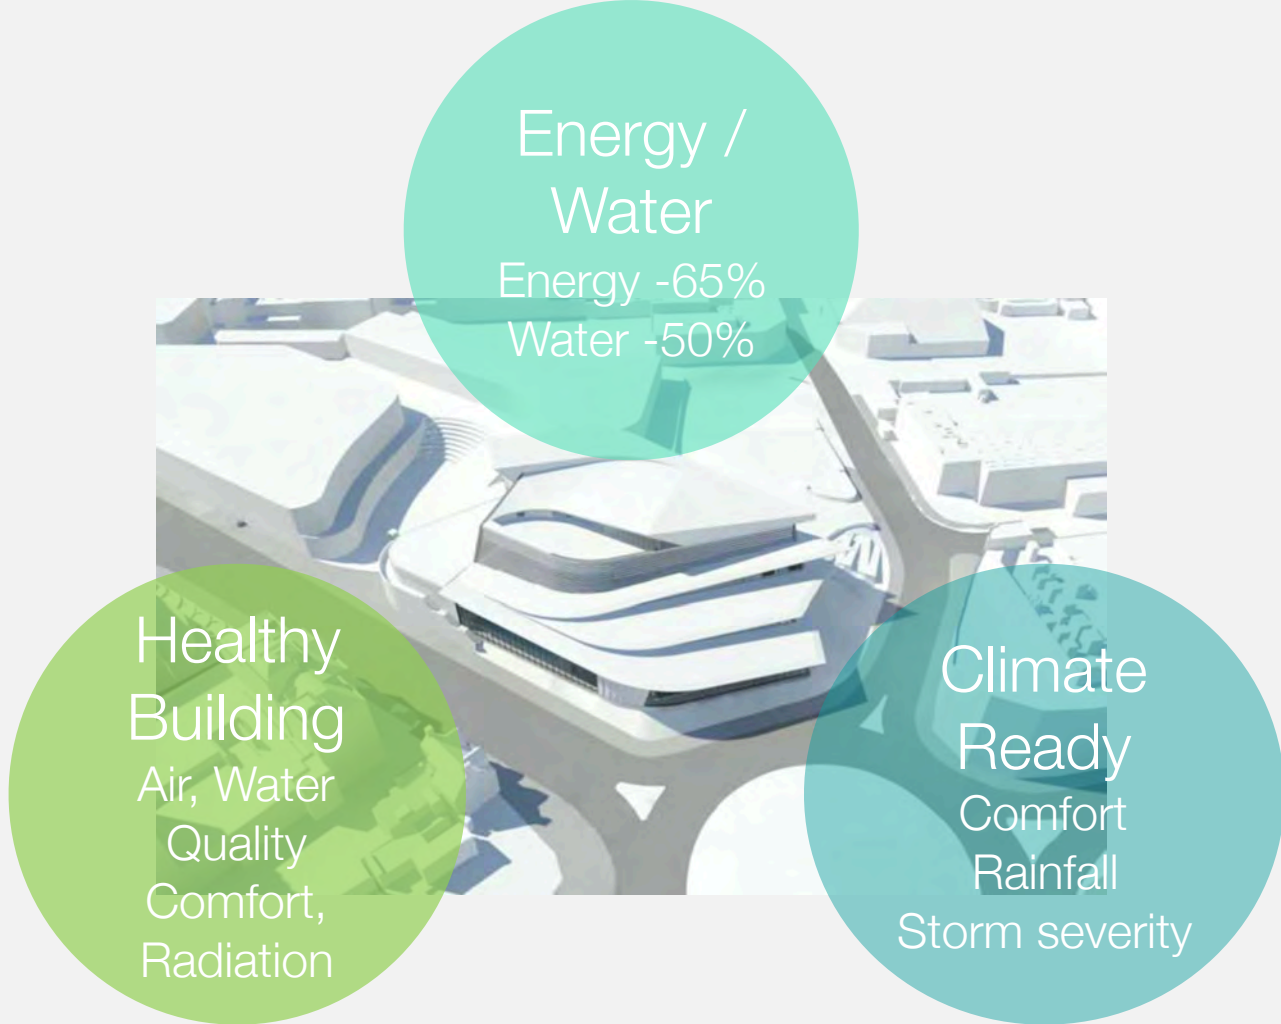 Energy /
Water
Energy -65%
Water -50%
Healthy
Building
Air, Water
Quality
Comfort,
Radiation
Climate
Ready
Comfort
Rainfall
Storm severity